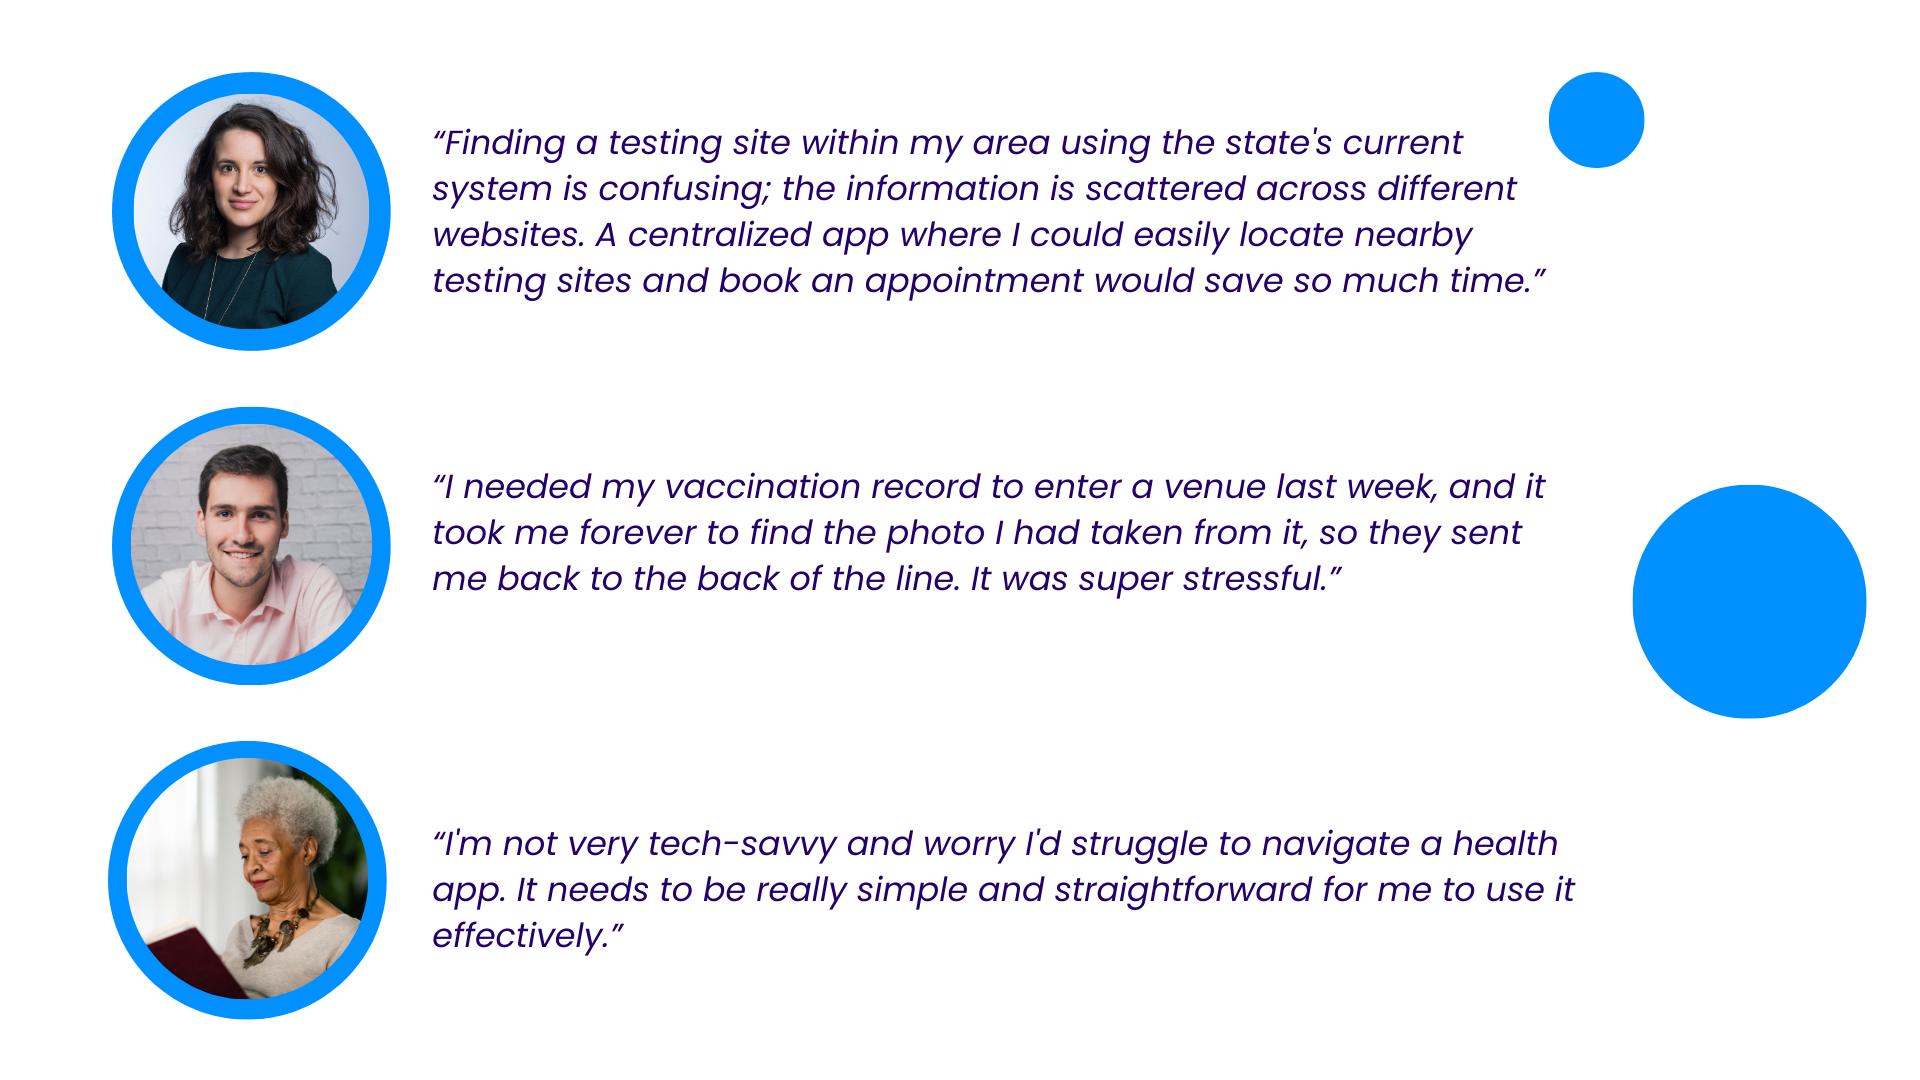 “Finding a testing site within my area using the state's current
system is confusing; the information is scattered across different
websites. A centralized app where I could easily locate nearby
testing sites and book an appointment would save so much time.”
“I needed my vaccination record to enter a venue last week, and it
took me forever to find the photo I had taken from it, so they sent
me back to the back of the line. It was super stressful.”
“I'm not very tech-savvy and worry I'd struggle to navigate a health
app. It needs to be really simple and straightforward for me to use it
effectively.”